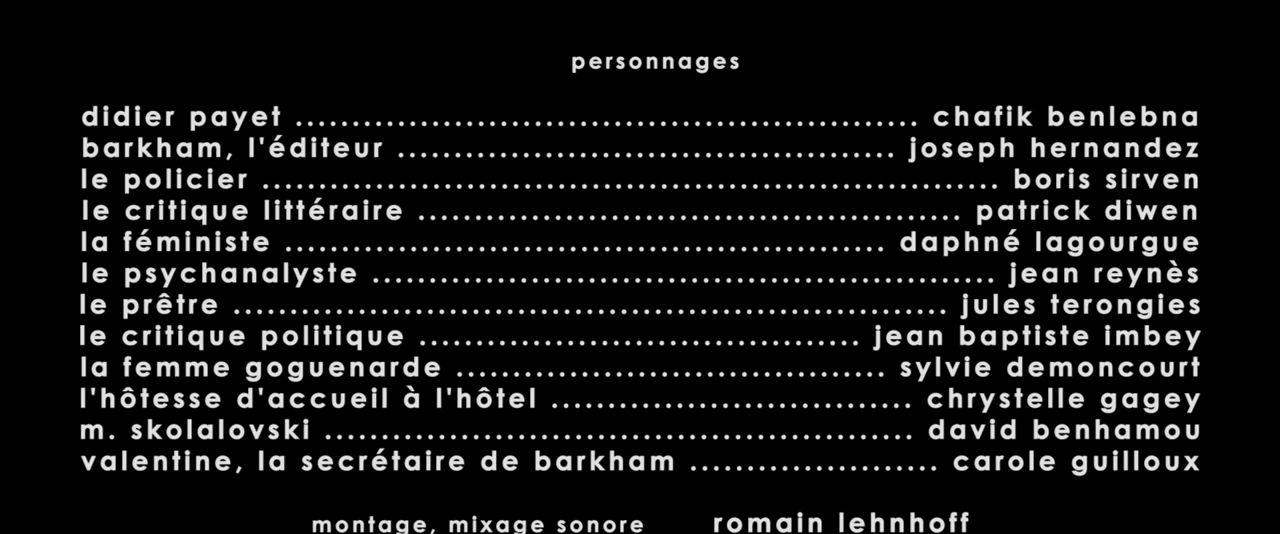 personnages
didier payet ....................................................... chafik benlebna
barkham, l'éditeur ............................................ joseph hernandez
le policier ................................................................. boris sirven
le critique littéraire ................................................ patrick diwen
la féministe ..................................................... daphné lagourgue
le psychanalyste ....................................................... jean reynès
le prêtre ............................................................... jules terongies
le critique politique ....................................... jean baptiste imbey
la femme goguenarde ...................................... sylvie demoncourt
l'hôtesse d'accueil à l'hôtel ................................ chrystelle gagey
m. skolalovski .................................................... david benhamou
valentine, la secrétaire de barkham ...................... carole guilloux
montage, mixage sonore romain lehnhoff